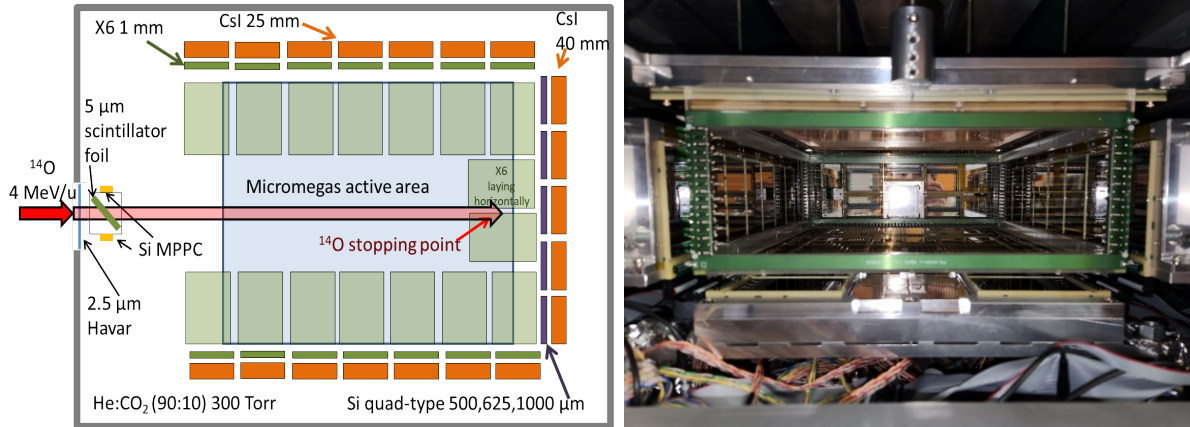 X6 1 mm
CsI 25 mm
CsI
40 mm
5 µm
scintillator
foil
¹⁴O
4 MeV/u
Micromegas active area
X6
laying
horizontally
Si MPPC
¹⁴O stopping point
2.5 µm
Havar
He:CO₂ (90:10) 300 Torr
Si quad-type 500,625,1000 µm